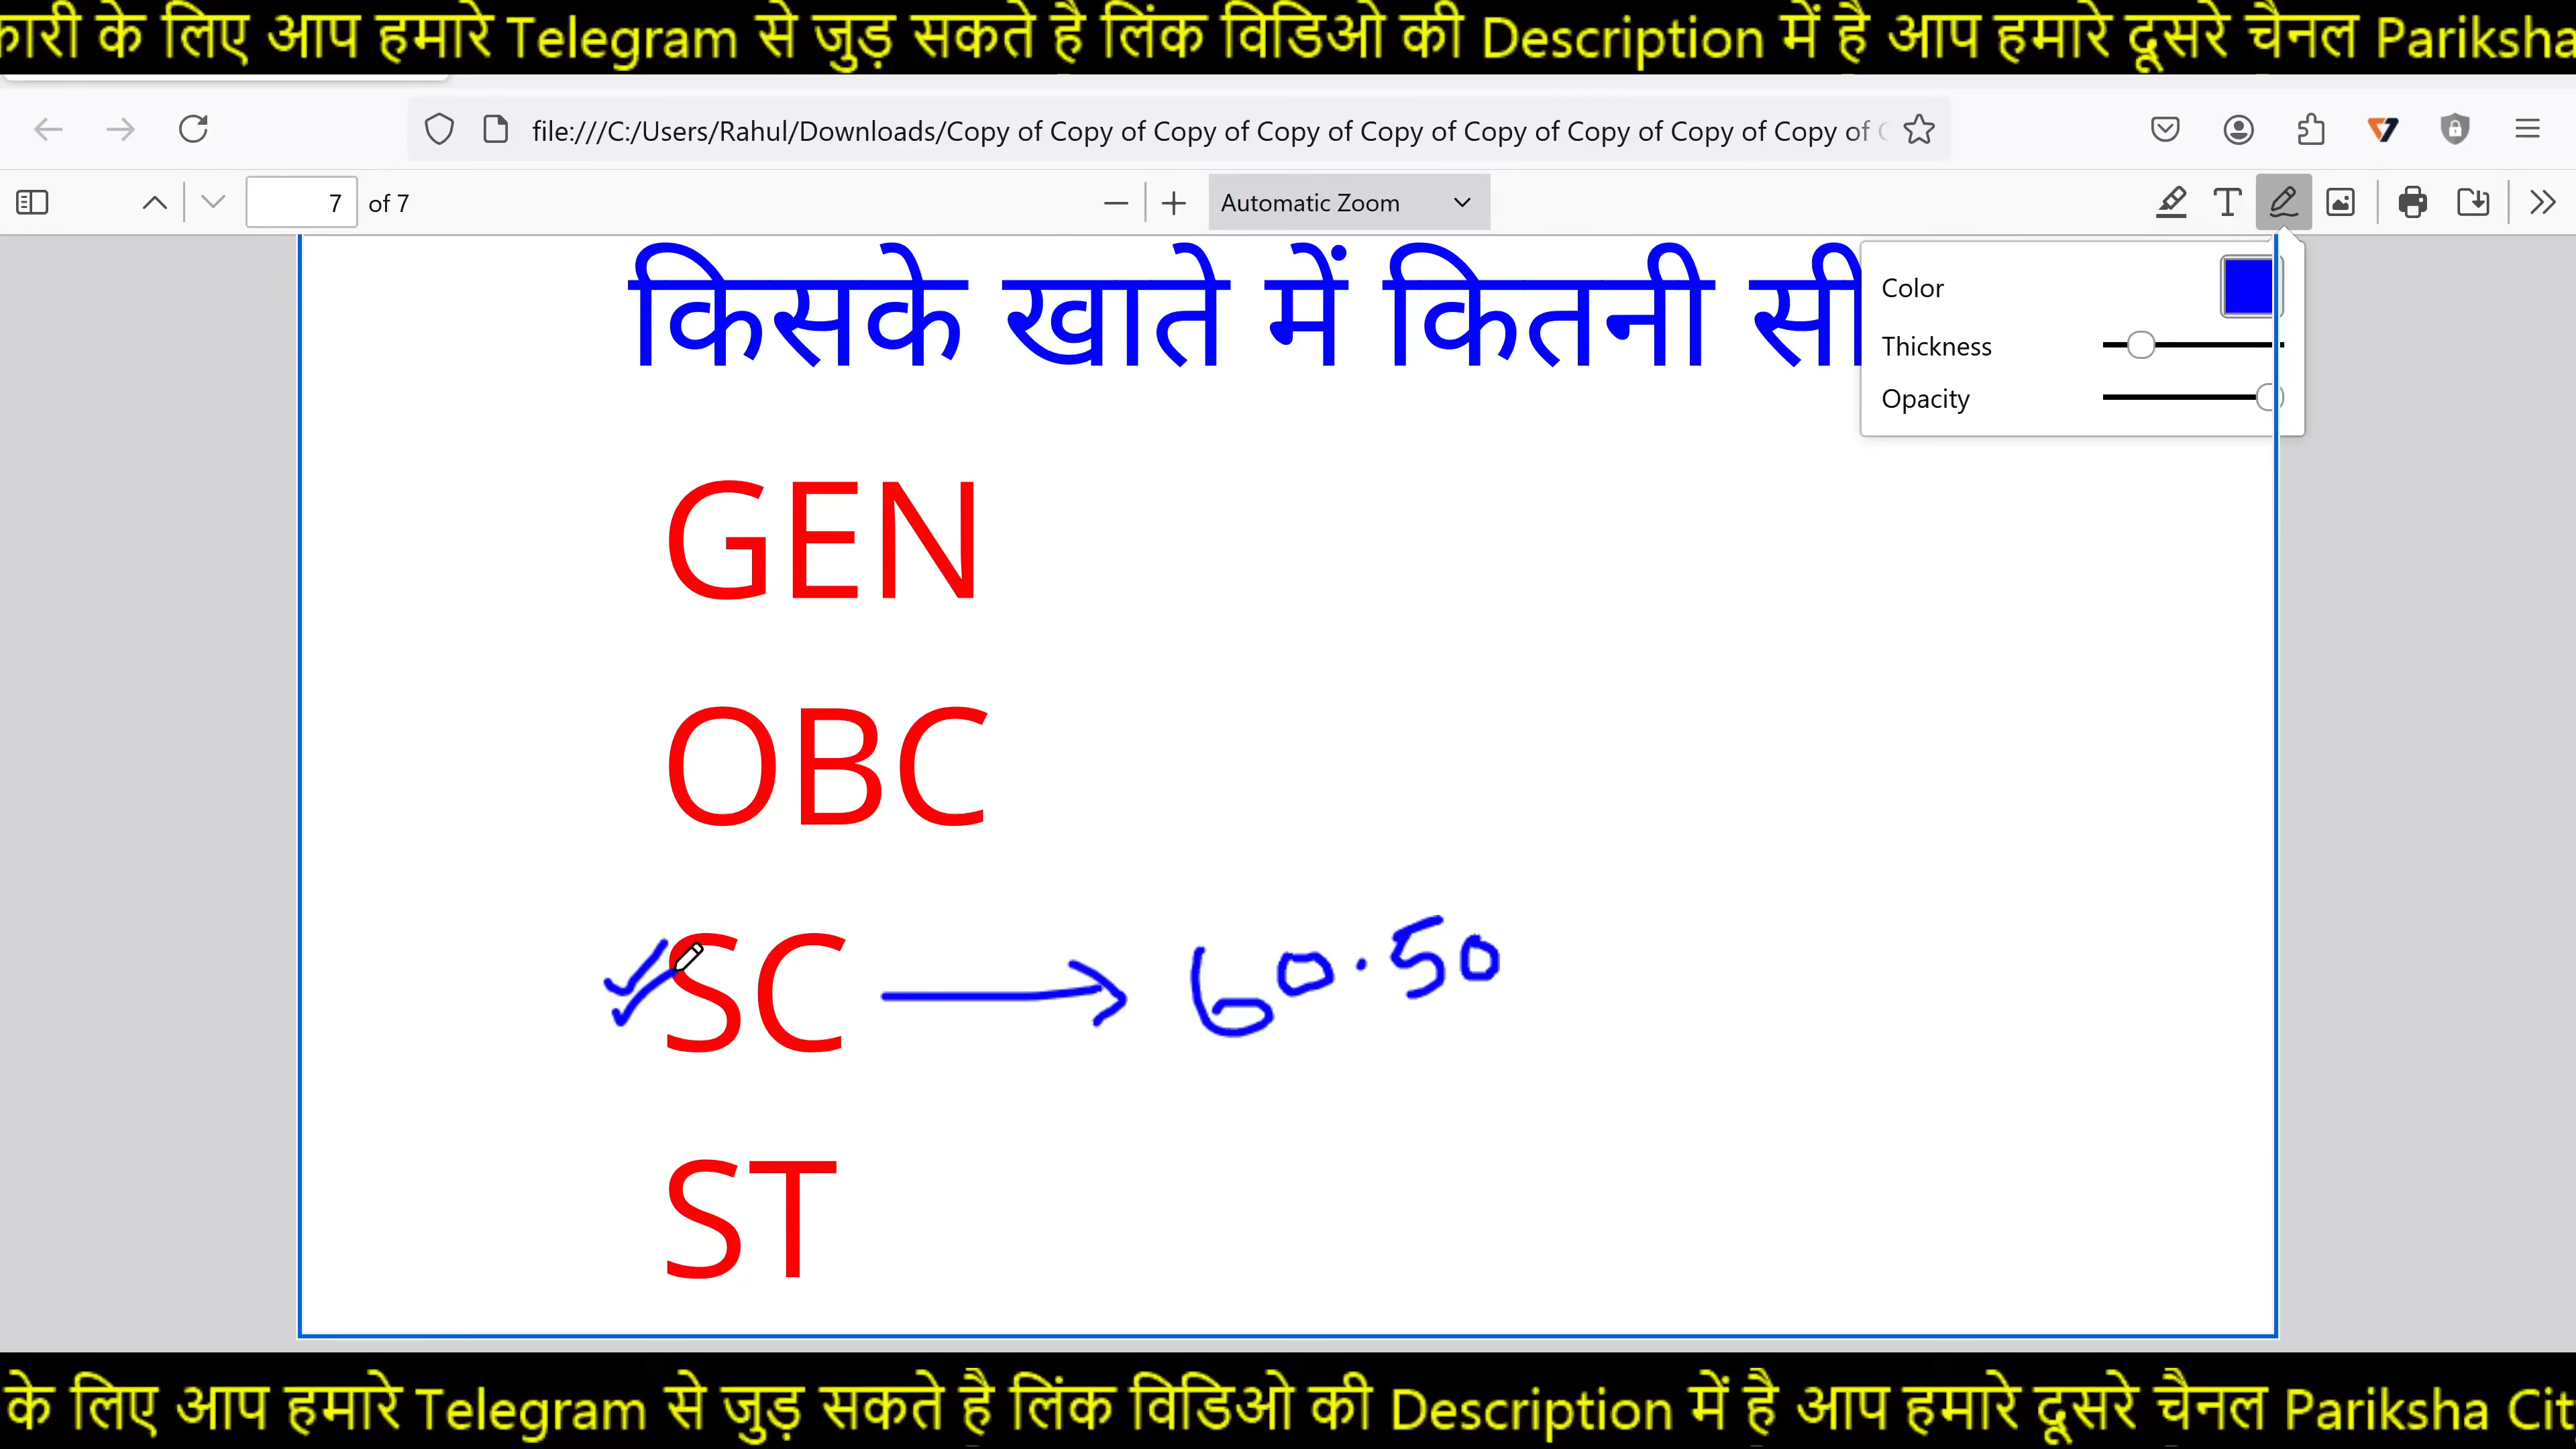 कारी के लिए आप हमारे Telegram से जुड़ सकते है लिंक विडिओ की Description में है आप हमारे दूसरे चैनल Pariksha
file:///C:/Users/Rahul/Downloads/Copy of Copy of Copy of Copy of Copy of Copy of Copy of Copy of Copy of
7 of 7
Automatic Zoom
Color
Thickness
Opacity
किसके खाते में कितनी सी
GEN
OBC
SC 60.50
ST
के लिए आप हमारे Telegram से जुड़ सकते है लिंक विडिओ की Description में है आप हमारे दूसरे चैनल Pariksha Cit